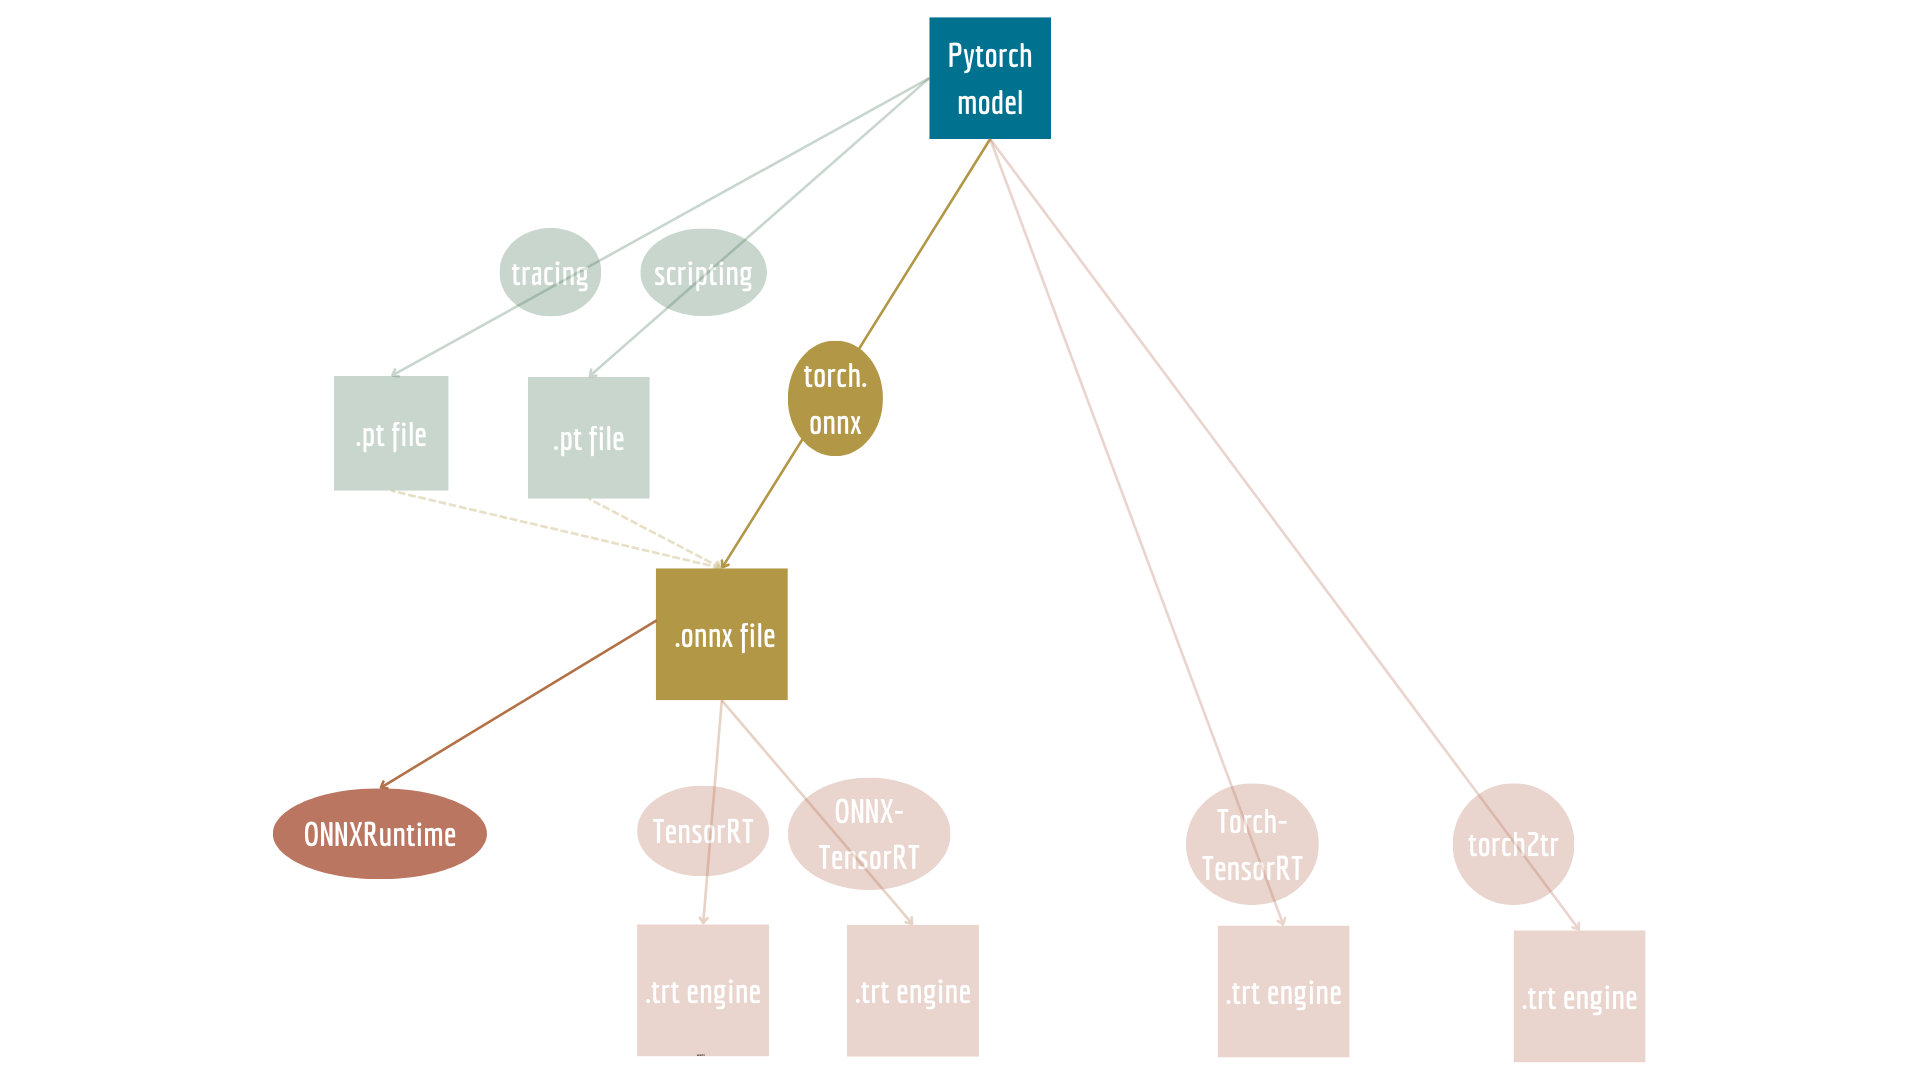 Pytorch
model
tracing
scripting
torch.
onnx
.pt file
.pt file
.onnx file
ONNXRuntime
TensorRT
ONNX-
TensorRT
Torch-
TensorRT
torch2tr
.trt engine
.trt engine
.trt engine
.trt engine